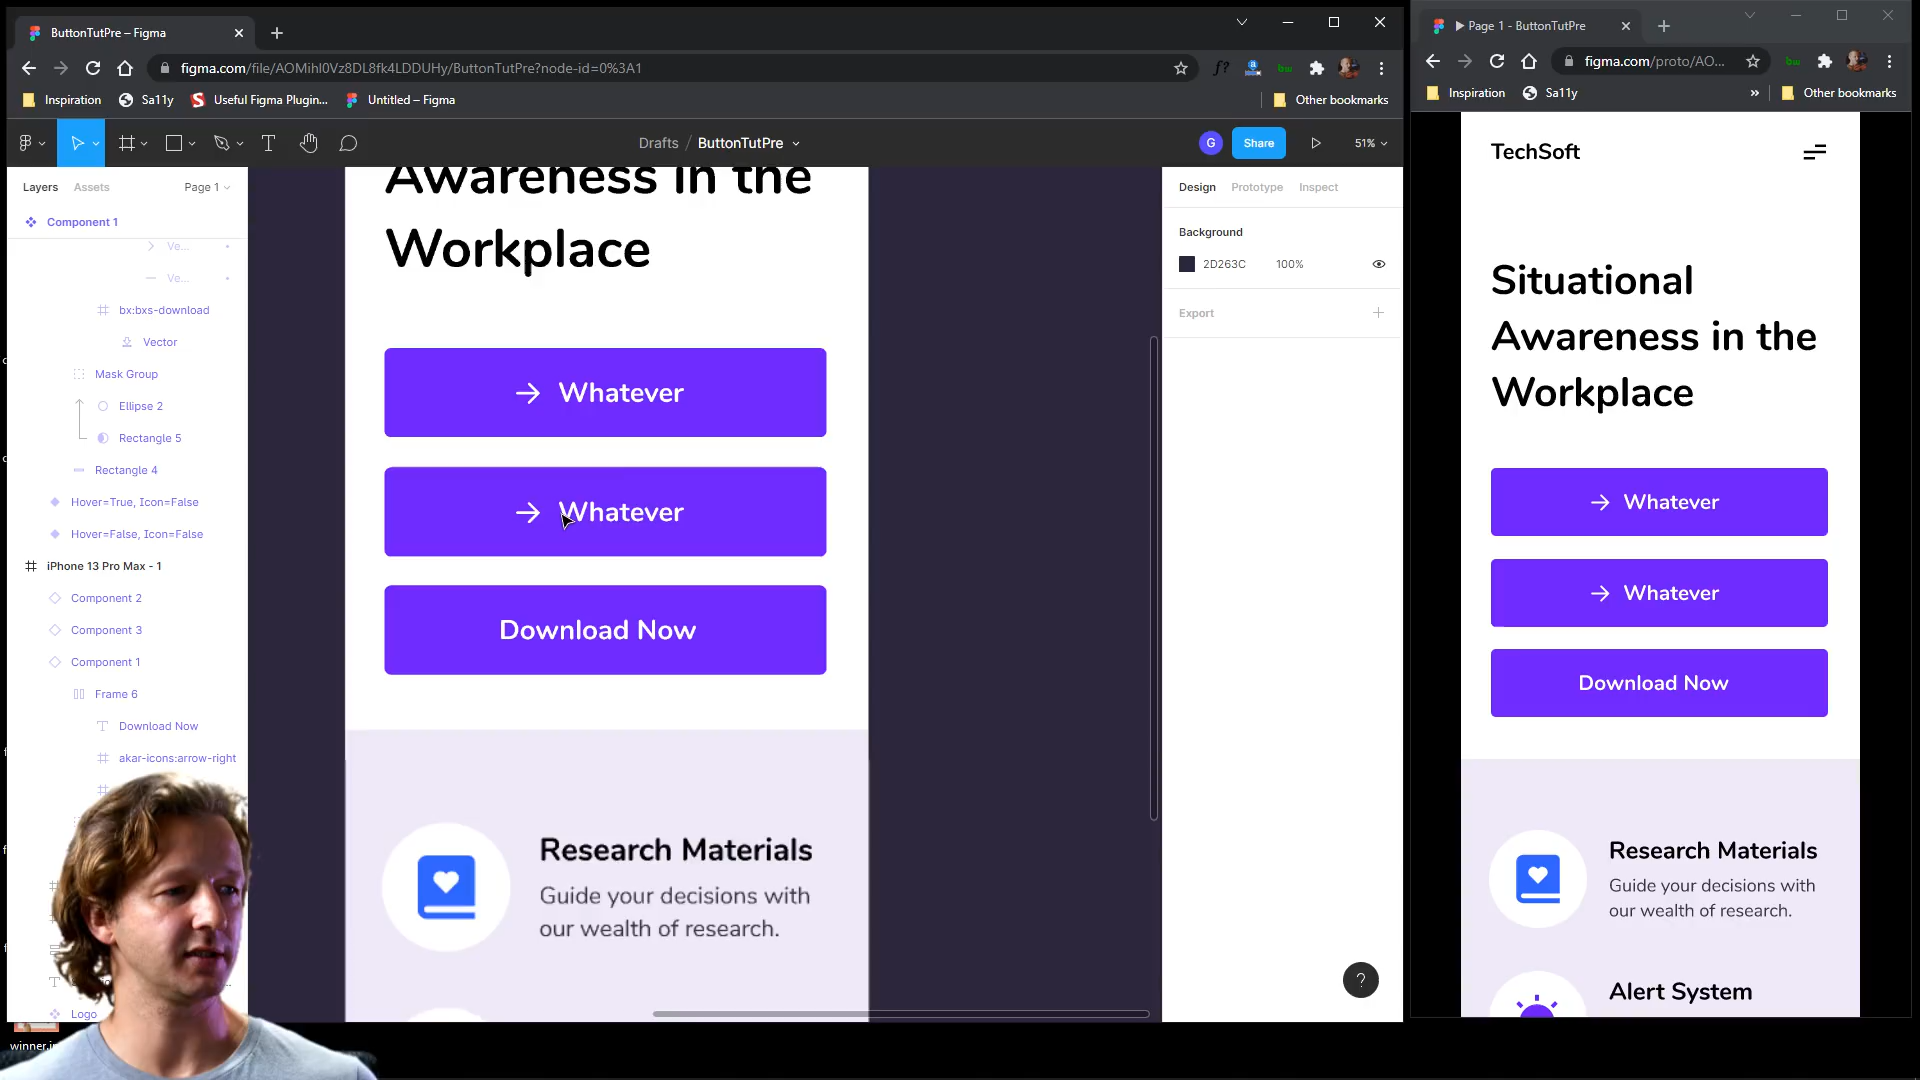 ButtonTutPre – Figma
figma.com/file/AOMihI0Vz8DL8fk4LDDUHy/ButtonTutPre?node-id=0%3A1
Inspiration
Sa11y
Useful Figma Plugin...
Untitled – Figma
Other bookmarks
Drafts / ButtonTutPre
G
Share
51%
Layers
Assets
Page 1
Component 1
Ve...
Ve...
bx:bxs-download
Vector
Mask Group
Ellipse 2
Rectangle 5
Rectangle 4
Hover=True, Icon=False
Hover=False, Icon=False
iPhone 13 Pro Max - 1
Component 2
Component 3
Component 1
Frame 6
Download Now
akar-icons:arrow-right
Logo
Awareness in the
Workplace
Whatever
Whatever
Download Now
Research Materials
Guide your decisions with
our wealth of research.
Design
Prototype
Inspect
Background
2D263C
100%
Export
?
Page 1 - ButtonTutPre
figma.com/proto/AO...
Inspiration
Sa11y
»
Other bookmarks
TechSoft
Situational
Awareness in the
Workplace
Whatever
Whatever
Download Now
Research Materials
Guide your decisions with
our wealth of research.
Alert System